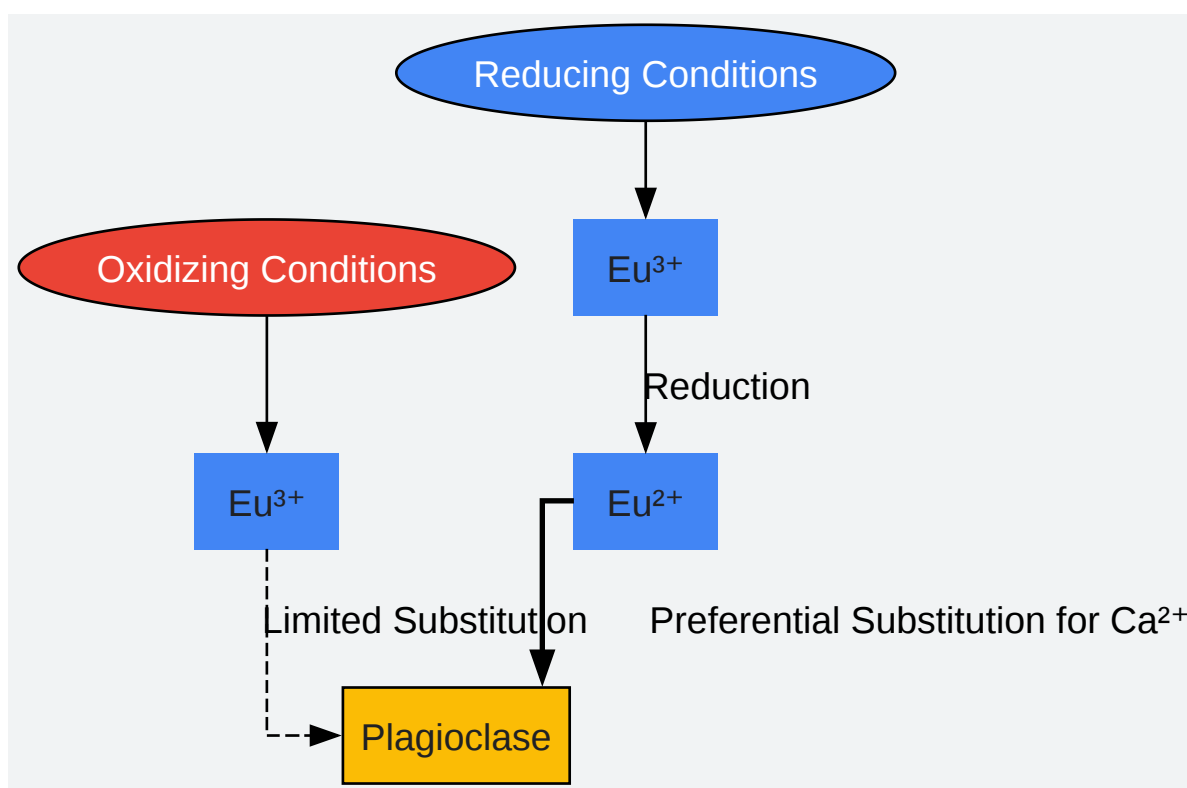 Reducing Conditions
Oxidizing Conditions
Eu³⁺
Reduction
Eu³⁺
Eu²⁺
Limited Substitution
Preferential Substitution for Ca²⁺
Plagioclase